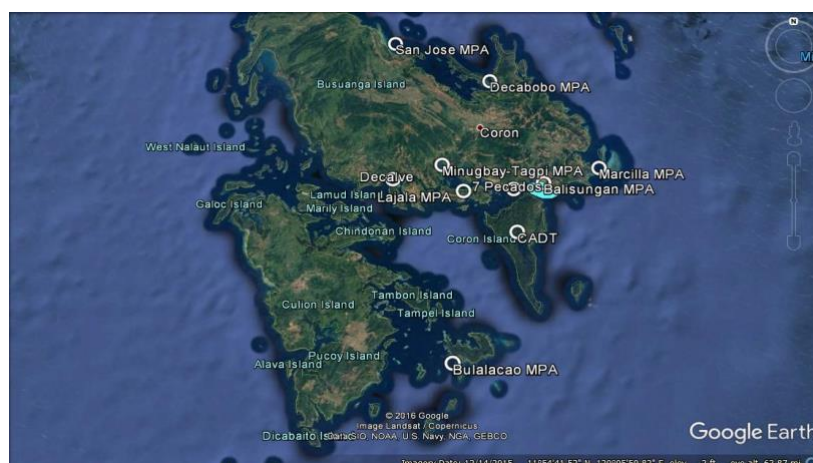 N
San Jose MPA
Busuanga Island
Decabobo MPA
Coron
West Nalaut Island
Minugbay-Tagpi MPA
Marcilla MPA
Decalve
7 Pecados
Balisungan MPA
Lamud Island
Lajala MPA
Galoc Island
Marily Island
Chindonan Island
Coron Island
CADT
Tambon Island
Culion Island
Tampel Island
Pucoy Island
Alava Island
Bulalacao MPA
© 2016 Google
Image Landsat / Copernicus
Dicabaito
NOAA, U.S. Navy, NGA, GEBCO
Google Earth